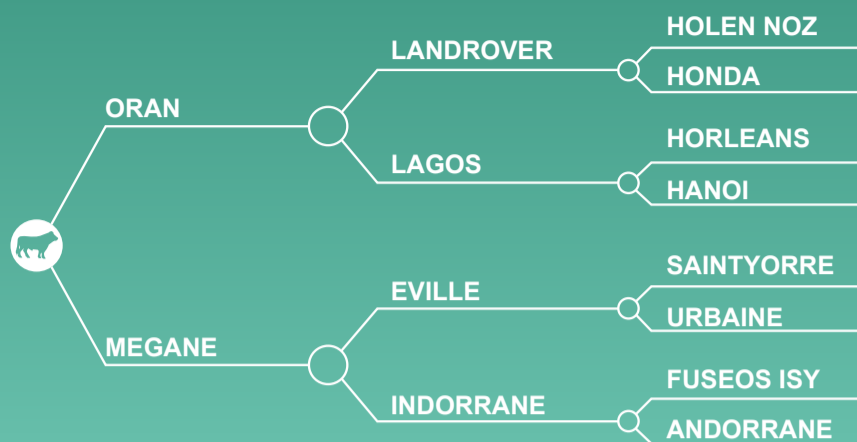 HOLEN NOZ
LANDROVER
HONDA
ORAN
HORLEANS
LAGOS
HANOI
SAINTYORRE
EVILLE
URBAINE
MEGANE
FUSEOS ISY
INDORRANE
ANDORRANE